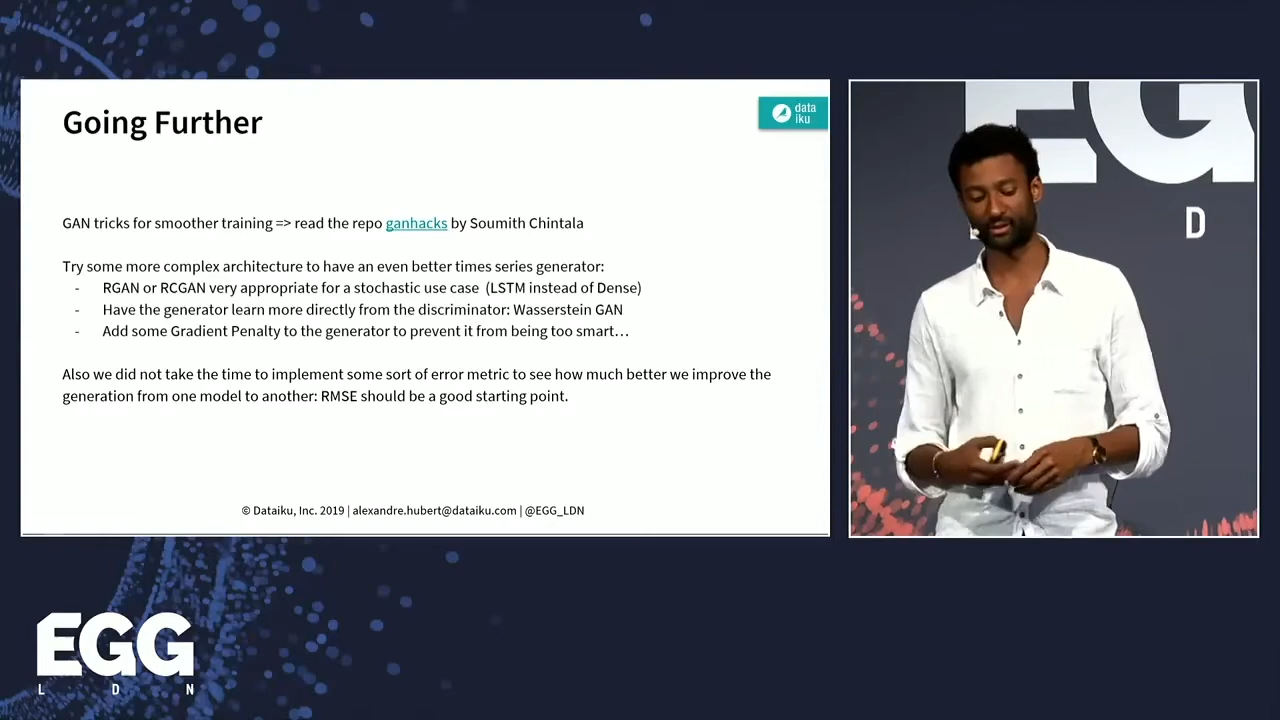 Going Further
data
iku
GAN tricks for smoother training => read the repo ganhacks by Soumith Chintala
Try some more complex architecture to have an even better times series generator:
- RGAN or RCGAN very appropriate for a stochastic use case (LSTM instead of Dense)
- Have the generator learn more directly from the discriminator: Wasserstein GAN
- Add some Gradient Penalty to the generator to prevent it from being too smart…
Also we did not take the time to implement some sort of error metric to see how much better we improve the
generation from one model to another: RMSE should be a good starting point.
© Dataiku, Inc. 2019 | alexandre.hubert@dataiku.com | @EGG_LDN
EG
D
EGG
L D N